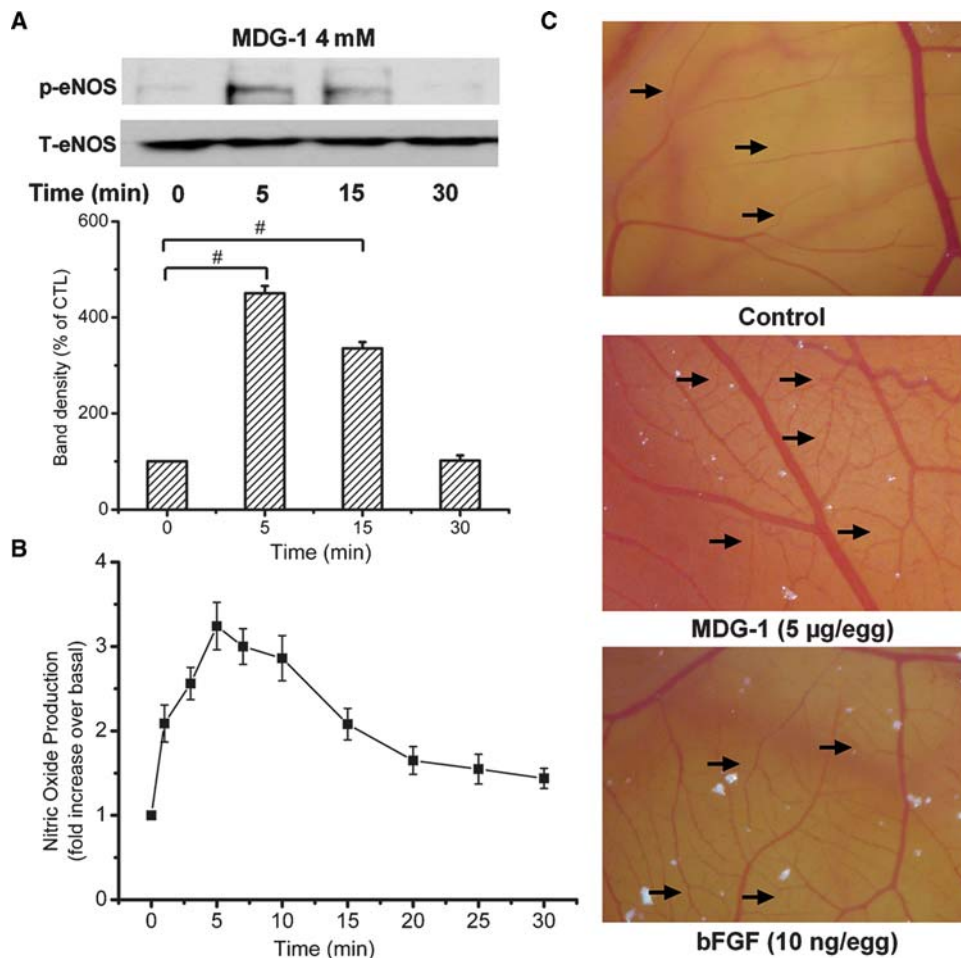 A
MDG-1 4 mM
p-eNOS
T-eNOS
Time (min) 0 5 15 30
600
400
200
0
Band density (% of CTL)
#
#
0 5 15 30
Time (min)
B
4
3
2
1
0
Nitric Oxide Production
(fold increase over basal)
0 5 10 15 20 25 30
Time (min)
C
Control
MDG-1 (5 µg/egg)
bFGF (10 ng/egg)